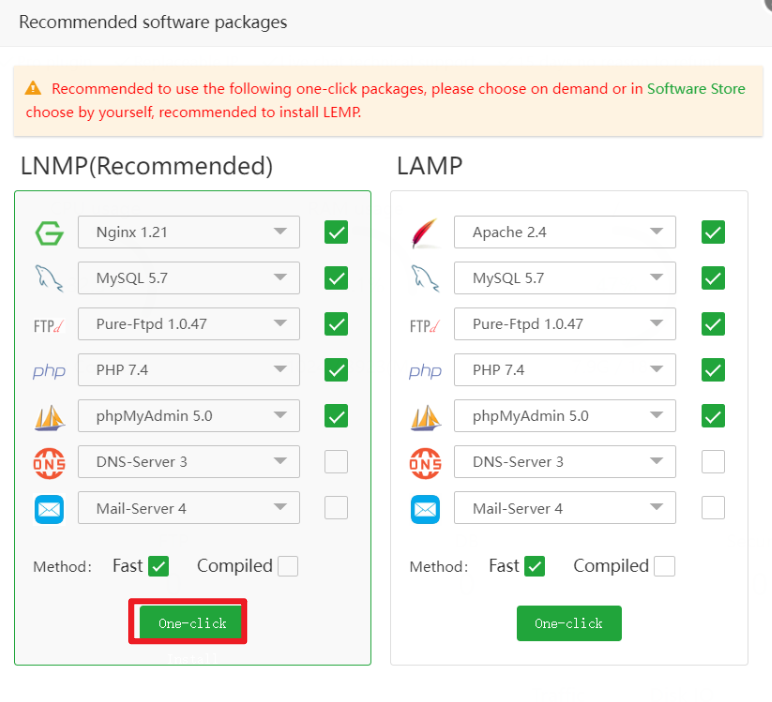 Recommended software packages
Recommended to use the following one-click packages, please choose on demand or in Software Store
choose by yourself, recommended to install LEMP.
LNMP(Recommended)
Nginx 1.21
MySQL 5.7
FTPd Pure-Ftpd 1.0.47
php PHP 7.4
phpMyAdmin 5.0
DNS DNS-Server 3
Mail-Server 4
Method: Fast Compiled
One-click
LAMP
Apache 2.4
MySQL 5.7
FTPd Pure-Ftpd 1.0.47
php PHP 7.4
phpMyAdmin 5.0
DNS DNS-Server 3
Mail-Server 4
Method: Fast Compiled
One-click